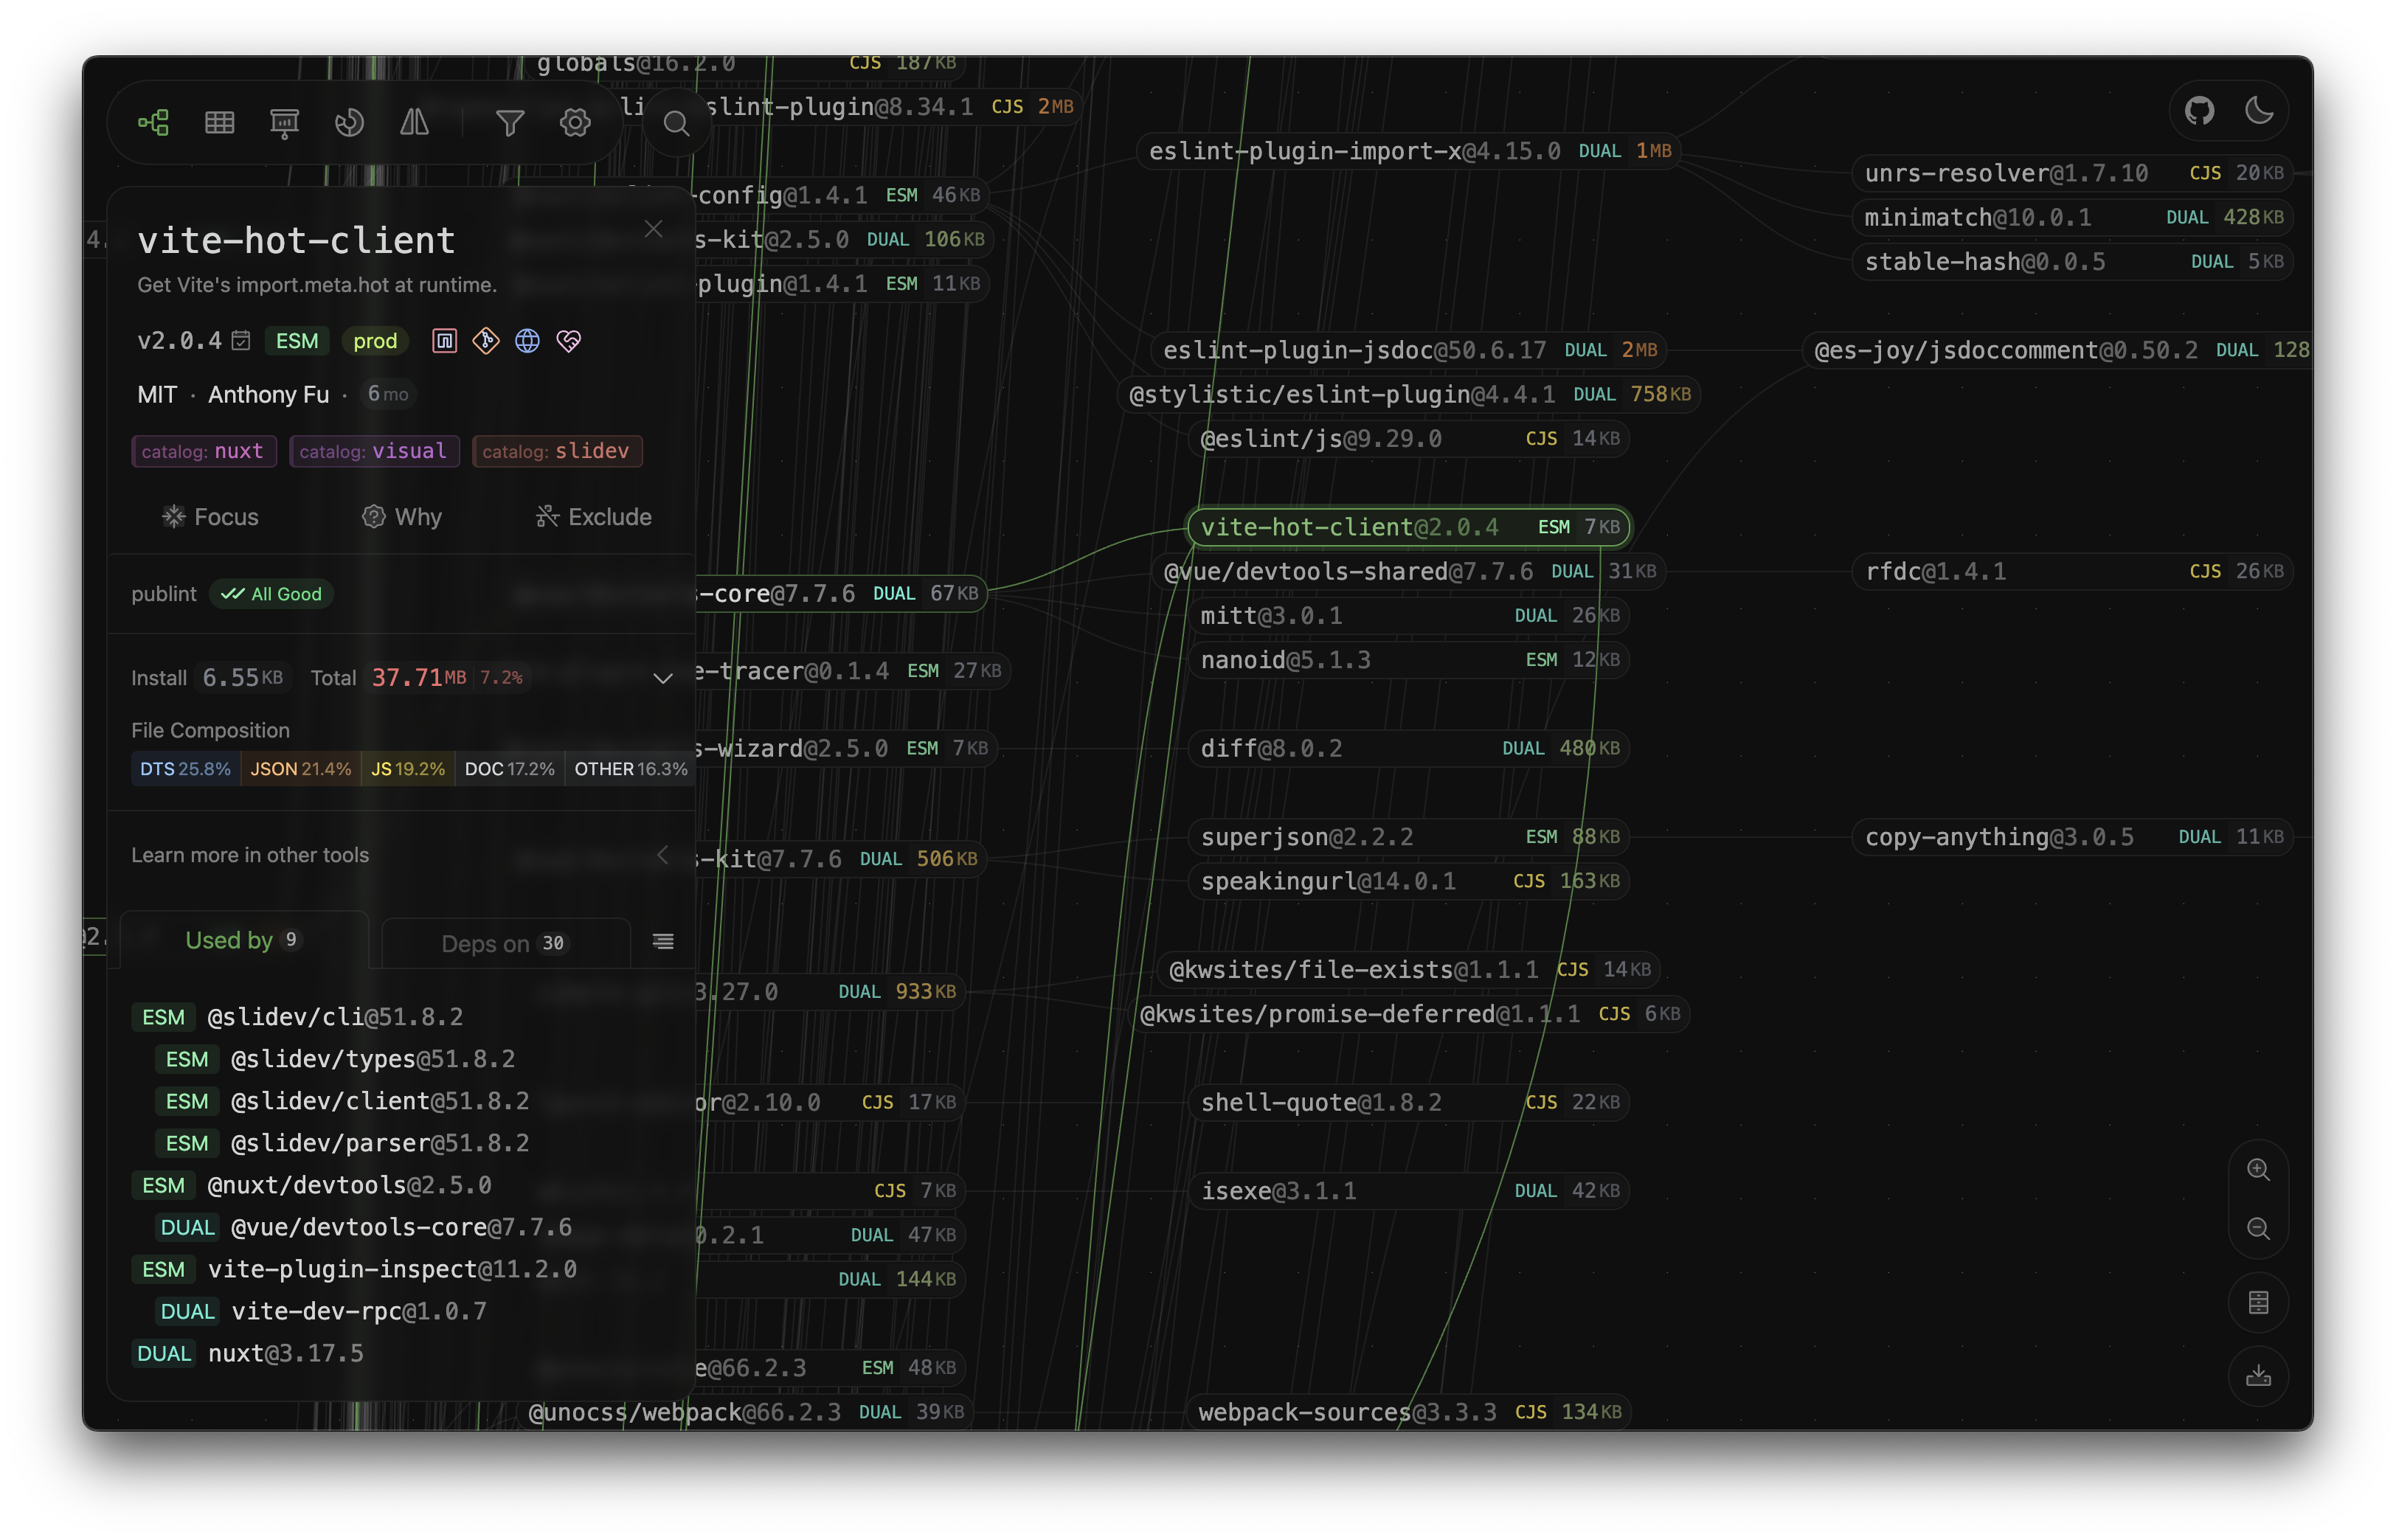 globals@16.2.0 CJS 187KB
slint-plugin@8.34.1 CJS 2MB
-config@1.4.1 ESM 46KB
s-kit@2.5.0 DUAL 106KB
-plugin@1.4.1 ESM 11KB
vite-hot-client
Get Vite's import.meta.hot at runtime.
v2.0.4 ESM prod
MIT · Anthony Fu · 6mo
catalog: nuxt catalog: visual catalog: slidev
Focus Why Exclude
publint All Good
Install 6.55KB Total 37.71MB 7.2%
File Composition
DTS 25.8% JSON 21.4% JS 19.2% DOC 17.2% OTHER 16.3%
Learn more in other tools
Used by 9 Deps on 30
ESM @slidev/cli@51.8.2
ESM @slidev/types@51.8.2
ESM @slidev/client@51.8.2
ESM @slidev/parser@51.8.2
ESM @nuxt/devtools@2.5.0
DUAL @vue/devtools-core@7.7.6
ESM vite-plugin-inspect@11.2.0
DUAL vite-dev-rpc@1.0.7
DUAL nuxt@3.17.5
-core@7.7.6 DUAL 67KB
e-tracer@0.1.4 ESM 27KB
s-wizard@2.5.0 ESM 7KB
s-kit@7.7.6 DUAL 506KB
3.27.0 DUAL 933KB
or@2.10.0 CJS 17KB
CJS 7KB
0.2.1 DUAL 47KB
DUAL 144KB
e@66.2.3 ESM 48KB
@unocss/webpack@66.2.3 DUAL 39KB
eslint-plugin-import-x@4.15.0 DUAL 1MB
eslint-plugin-jsdoc@50.6.17 DUAL 2MB
@stylistic/eslint-plugin@4.4.1 DUAL 758KB
@eslint/js@9.29.0 CJS 14KB
vite-hot-client@2.0.4 ESM 7KB
@vue/devtools-shared@7.7.6 DUAL 31KB
mitt@3.0.1 DUAL 26KB
nanoid@5.1.3 ESM 12KB
diff@8.0.2 DUAL 480KB
superjson@2.2.2 ESM 88KB
speakingurl@14.0.1 CJS 163KB
@kwsites/file-exists@1.1.1 CJS 14KB
@kwsites/promise-deferred@1.1.1 CJS 6KB
shell-quote@1.8.2 CJS 22KB
isexe@3.1.1 DUAL 42KB
webpack-sources@3.3.3 CJS 134KB
unrs-resolver@1.7.10 CJS 20KB
minimatch@10.0.1 DUAL 428KB
stable-hash@0.0.5 DUAL 5KB
@es-joy/jsdoccomment@0.50.2 DUAL 128
rfdc@1.4.1 CJS 26KB
copy-anything@3.0.5 DUAL 11KB